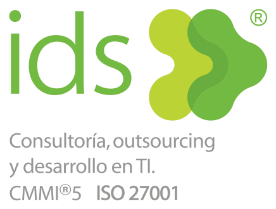 ids ®
Consultoría, outsourcing
y desarrollo en TI.
CMMI®5 ISO 27001